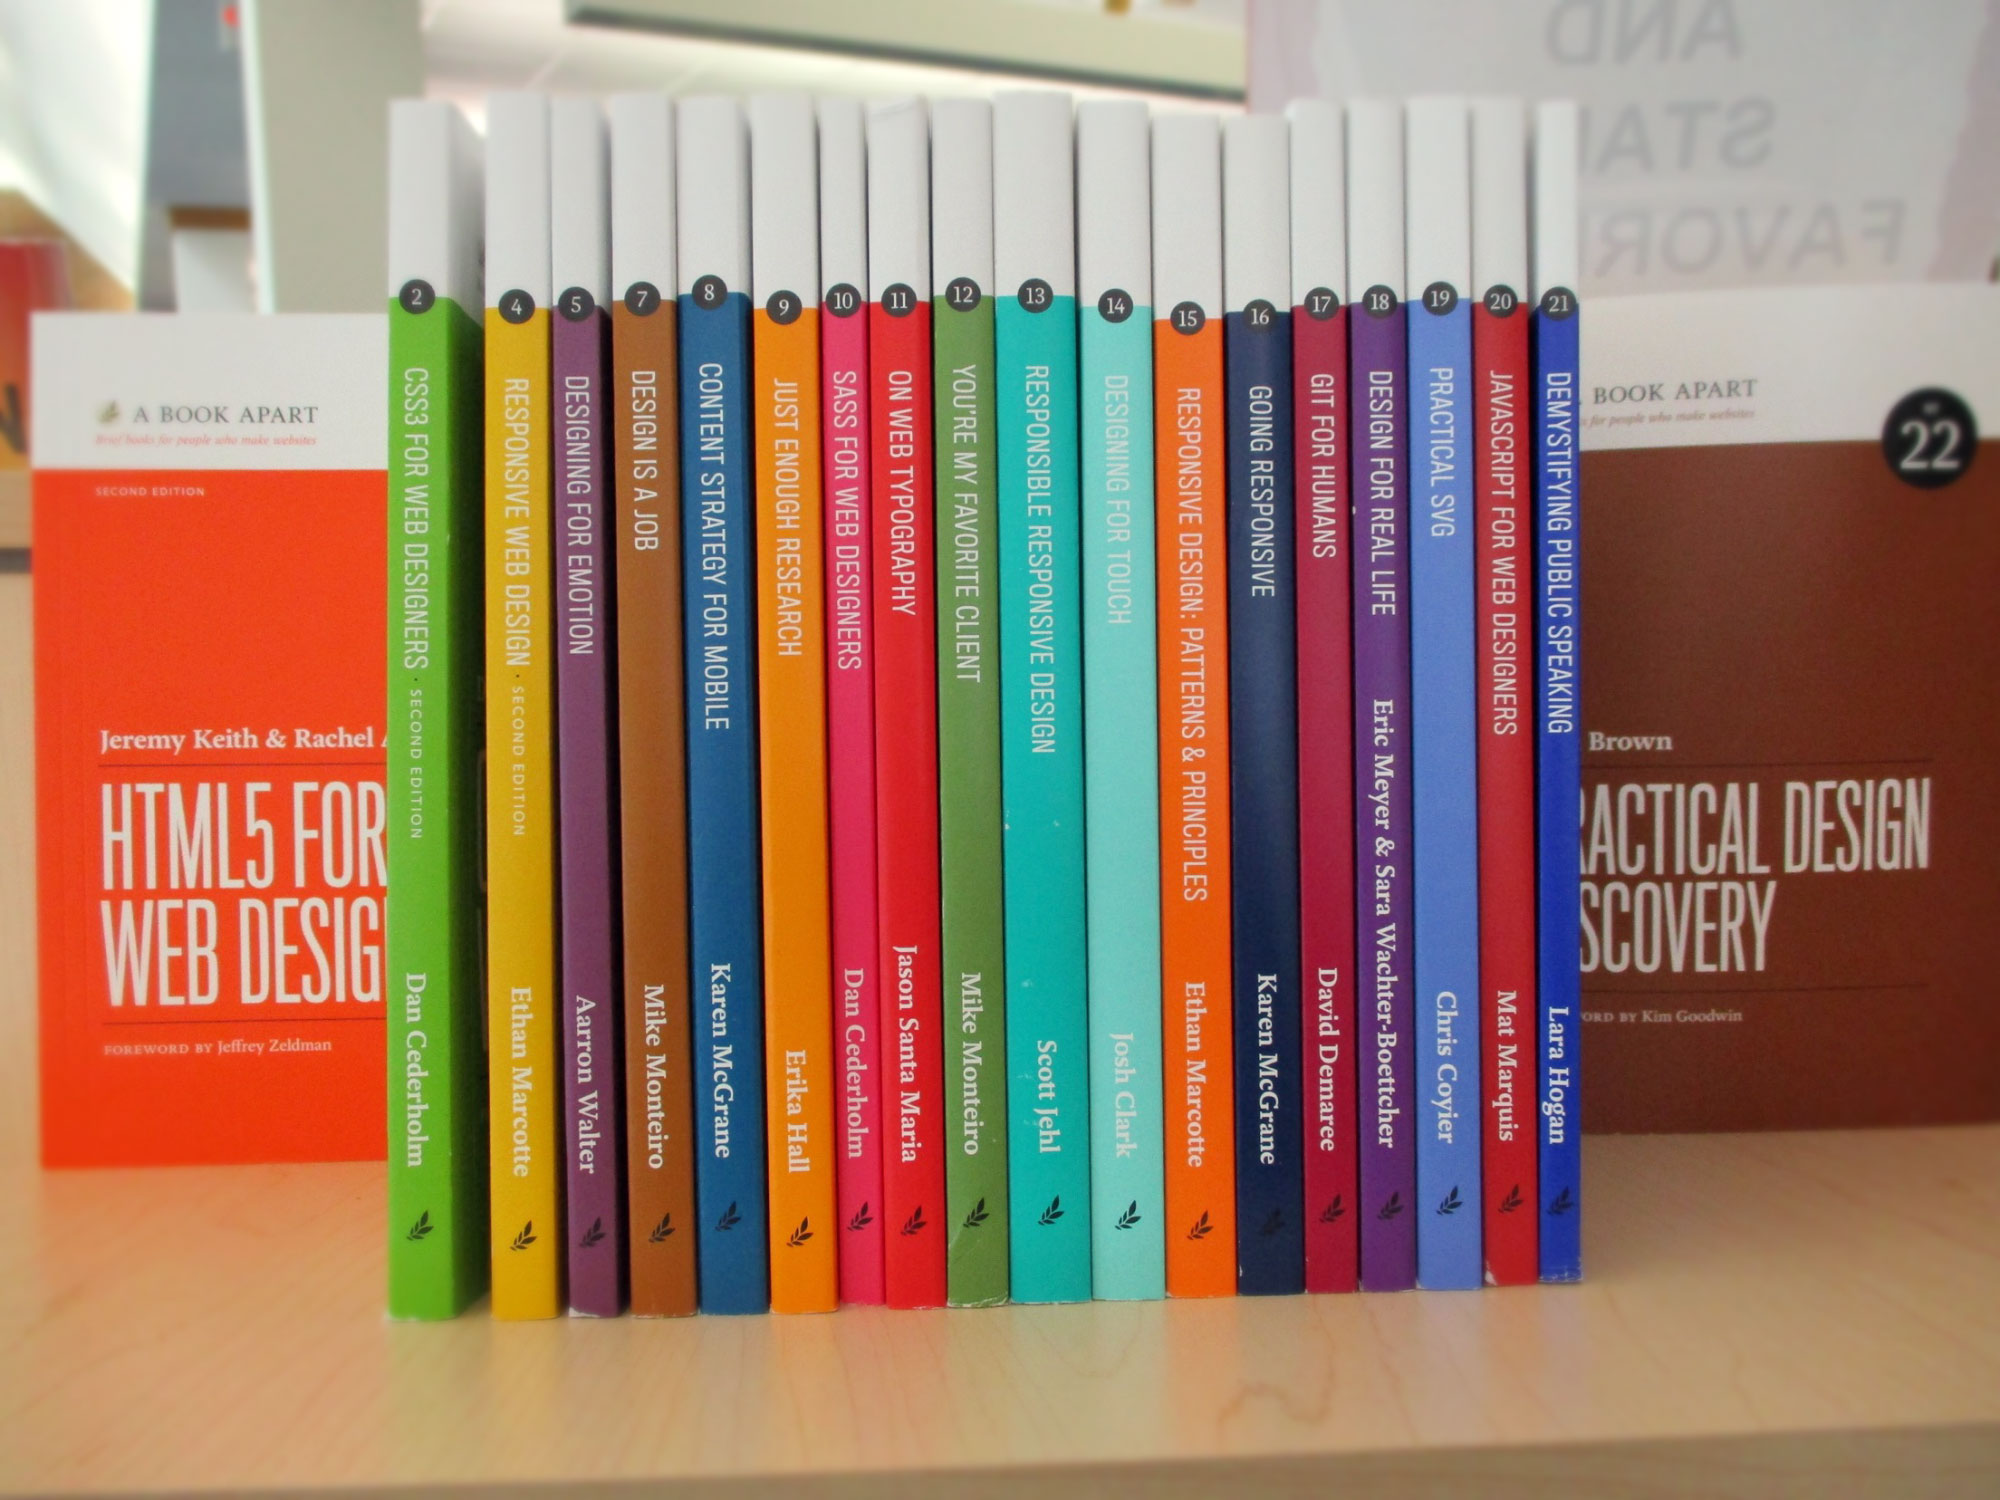 AND
STAR
FAVOR
A BOOK APART
Brief books for people who make websites
SECOND EDITION
Jeremy Keith & Rachel
HTML5 FOR
WEB DESIG
FOREWORD BY Jeffrey Zeldman
2
CSS3 FOR WEB DESIGNERS · SECOND EDITION
Dan Cederholm
4
RESPONSIVE WEB DESIGN · SECOND EDITION
Ethan Marcotte
5
DESIGNING FOR EMOTION
Aarron Walter
7
DESIGN IS A JOB
Mike Monteiro
8
CONTENT STRATEGY FOR MOBILE
Karen McGrane
9
JUST ENOUGH RESEARCH
Erika Hall
10
SASS FOR WEB DESIGNERS
Dan Cederholm
11
ON WEB TYPOGRAPHY
Jason Santa Maria
12
YOU'RE MY FAVORITE CLIENT
Mike Monteiro
13
RESPONSIBLE RESPONSIVE DESIGN
Scott Jehl
14
DESIGNING FOR TOUCH
Josh Clark
15
RESPONSIVE DESIGN: PATTERNS & PRINCIPLES
Ethan Marcotte
16
GOING RESPONSIVE
Karen McGrane
17
GIT FOR HUMANS
David Demaree
18
DESIGN FOR REAL LIFE
Eric Meyer & Sara Wachter-Boettcher
19
PRACTICAL SVG
Chris Coyier
20
JAVASCRIPT FOR WEB DESIGNERS
Mat Marquis
21
DEMYSTIFYING PUBLIC SPEAKING
Lara Hogan
BOOK APART
for people who make websites
22
Brown
RACTICAL DESIGN
SCOVERY
ORD BY Kim Goodwin